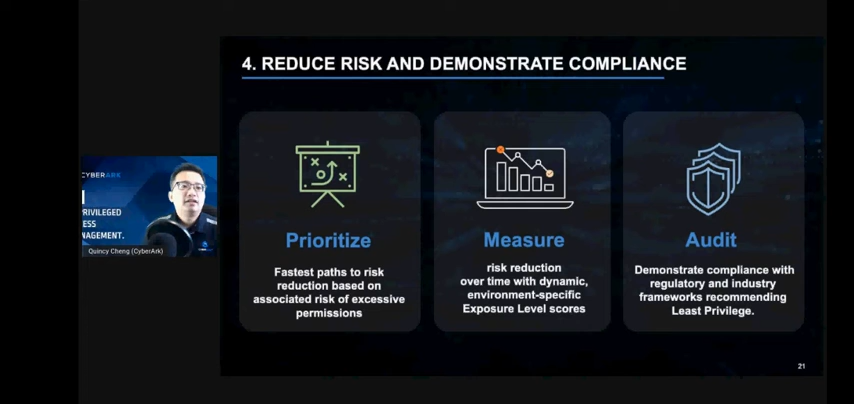 4. REDUCE RISK AND DEMONSTRATE COMPLIANCE
CYBERARK
PRIVILEGED
NAGEMENT.
Quincy Cheng (CyberArk)
Prioritize
Fastest paths to risk
reduction based on
associated risk of excessive
permissions
Measure
risk reduction
over time with dynamic,
environment-specific
Exposure Level scores
Audit
Demonstrate compliance with
regulatory and industry
frameworks recommending
Least Privilege.
21